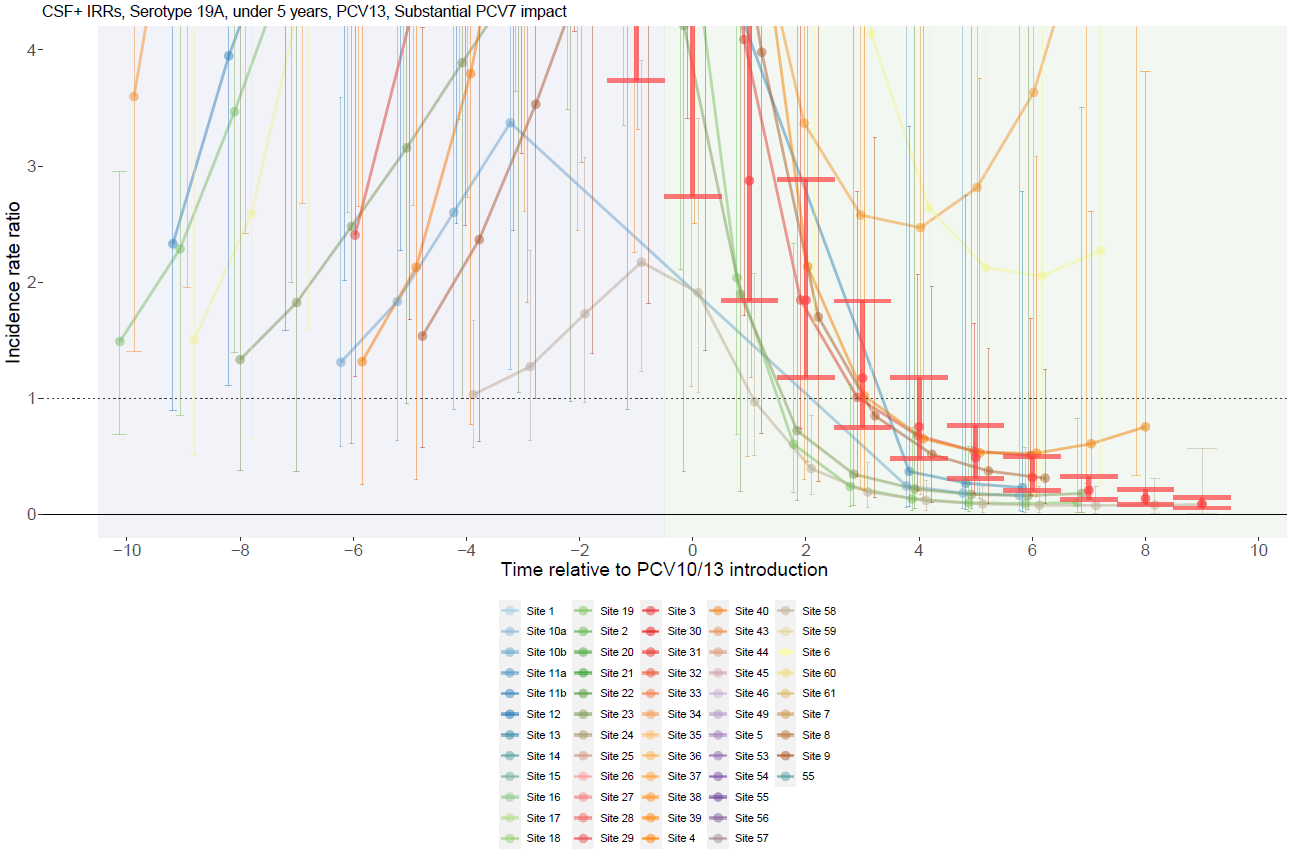 CSF+ IRRs, Serotype 19A, under 5 years, PCV13, Substantial PCV7 impact
Incidence rate ratio
4
3
2
1
0
−10 −8 −6 −4 −2 0 2 4 6 8 10
Time relative to PCV10/13 introduction
Site 1 Site 19 Site 3 Site 40 Site 58
Site 10a Site 2 Site 30 Site 43 Site 59
Site 10b Site 20 Site 31 Site 44 Site 6
Site 11a Site 21 Site 32 Site 45 Site 60
Site 11b Site 22 Site 33 Site 46 Site 61
Site 12 Site 23 Site 34 Site 49 Site 7
Site 13 Site 24 Site 35 Site 5 Site 8
Site 14 Site 25 Site 36 Site 53 Site 9
Site 15 Site 26 Site 37 Site 54 55
Site 16 Site 27 Site 38 Site 55
Site 17 Site 28 Site 39 Site 56
Site 18 Site 29 Site 4 Site 57